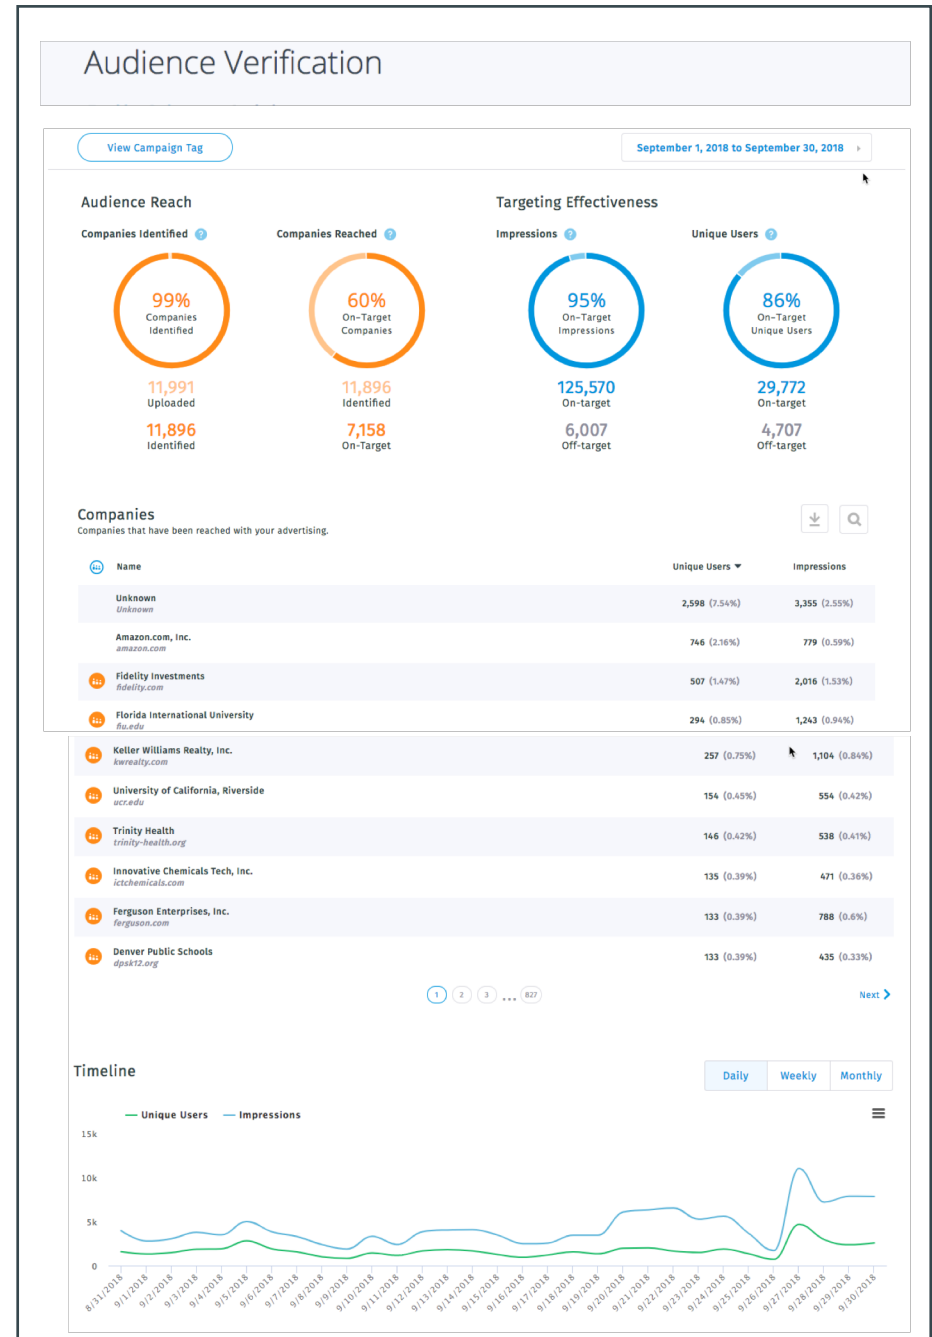 Audience Verification
View Campaign Tag
September 1, 2018 to September 30, 2018
Audience Reach
Targeting Effectiveness
Companies Identified ?
Companies Reached ?
Impressions ?
Unique Users ?
99%
Companies
Identified
60%
On-Target
Companies
95%
On-Target
Impressions
86%
On-Target
Unique Users
11,991
Uploaded
11,896
Identified
125,570
On-target
29,772
On-target
11,896
Identified
7,158
On-Target
6,007
Off-target
4,707
Off-target
Companies
Companies that have been reached with your advertising.
Name Unique Users Impressions
Unknown
Unknown
2,598 (7.54%) 3,355 (2.55%)
Amazon.com, Inc.
amazon.com
746 (2.16%) 779 (0.59%)
Fidelity Investments
fidelity.com
507 (1.47%) 2,016 (1.53%)
Florida International University
fiu.edu
294 (0.85%) 1,243 (0.94%)
Keller Williams Realty, Inc.
kwrealty.com
257 (0.75%) 1,104 (0.84%)
University of California, Riverside
ucr.edu
154 (0.45%) 554 (0.42%)
Trinity Health
trinity-health.org
146 (0.42%) 538 (0.41%)
Innovative Chemicals Tech, Inc.
ictchemicals.com
135 (0.39%) 471 (0.36%)
Ferguson Enterprises, Inc.
ferguson.com
133 (0.39%) 788 (0.6%)
Denver Public Schools
dpsk12.org
133 (0.39%) 435 (0.33%)
1 2 3 ... 827
Next
Timeline
Daily Weekly Monthly
Unique Users Impressions
15k
10k
5k
0
8/31/2018 9/1/2018 9/2/2018 9/3/2018 9/4/2018 9/5/2018 9/6/2018 9/7/2018 9/8/2018 9/9/2018 9/10/2018 9/11/2018 9/12/2018 9/13/2018 9/14/2018 9/15/2018 9/16/2018 9/17/2018 9/18/2018 9/19/2018 9/20/2018 9/21/2018 9/22/2018 9/23/2018 9/24/2018 9/25/2018 9/26/2018 9/27/2018 9/28/2018 9/29/2018 9/30/2018